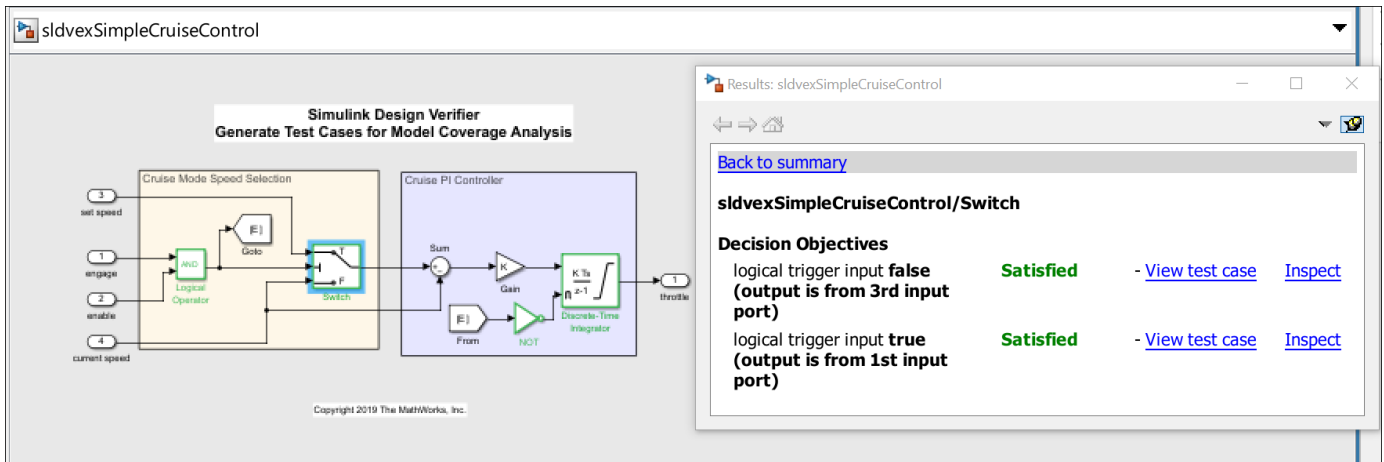 sldvexSimpleCruiseControl
Simulink Design Verifier
Generate Test Cases for Model Coverage Analysis
Cruise Mode Speed Selection
3
set speed
1
engage
2
enable
4
current speed
AND
Logical
Operator
[E]
Goto
T
F
Switch
Cruise PI Controller
Sum
+
-
K
Gain
[E]
From
NOT
K Ts
z-1
Discrete-Time
Integrator
1
throttle
Copyright 2019 The MathWorks, Inc.
Results: sldvexSimpleCruiseControl
Back to summary
sldvexSimpleCruiseControl/Switch
Decision Objectives
logical trigger input false Satisfied - View test case Inspect
(output is from 3rd input
port)
logical trigger input true Satisfied - View test case Inspect
(output is from 1st input
port)